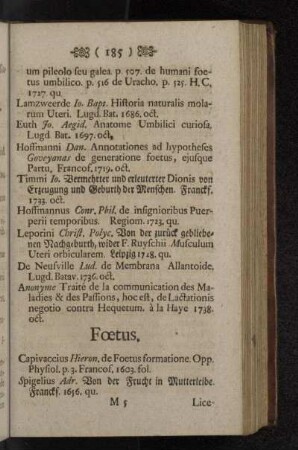 ( 185 )
um pileolo seu galea. p. 507. de humani foe-
tus umbilico. p. 516 de Uracho, p. 525. H. C,
1727. qu.
Lamzweerde Io. Bapt. Historia naturalis mola-
rum Uteri. Lugd. Bat. 1686. oct.
Euth Jo. Aegid. Anatome Umbilici curiosa,
Lugd. Bat. 1697. oct.
Hoffmanni Dan. Annotationes ad hypotheses
Goveyanas de generatione foetus, ejusque
Partu, Francof. 1719. oct.
Timmi Io. Vermehrter und erleuterter Dionis von
Erzeugung und Geburth der Menschen. Franckf.
1733. oct.
Hoffmannus Conr. Phil. de insignioribus Puer-
perii temporibus. Regiom. 1723. qu.
Leporini Christ. Polyc. Von der zurück gebliebe-
nen Nachgeburth, wider F. Ruyschii Musculum
Uteri orbicularem. Leipzig 1728. qu.
De Neufville Lud. de Membrana Allantoide,
Lugd. Batav. 1736. oct.
Anonyme Traité de la communication des Ma-
ladies & des Passions, hoc est, de Lactationis
negotio contra Hequetum. à la Haye 1738.
oct.
Fœtus.
Capivaccius Hieron. de Foetus formatione. Opp.
Physiol. p. 3. Francof. 1603. fol.
Spigelius Adr. Von der Frucht in Mutterleibe.
Franckf. 1656. qu.
M 5
Lice-